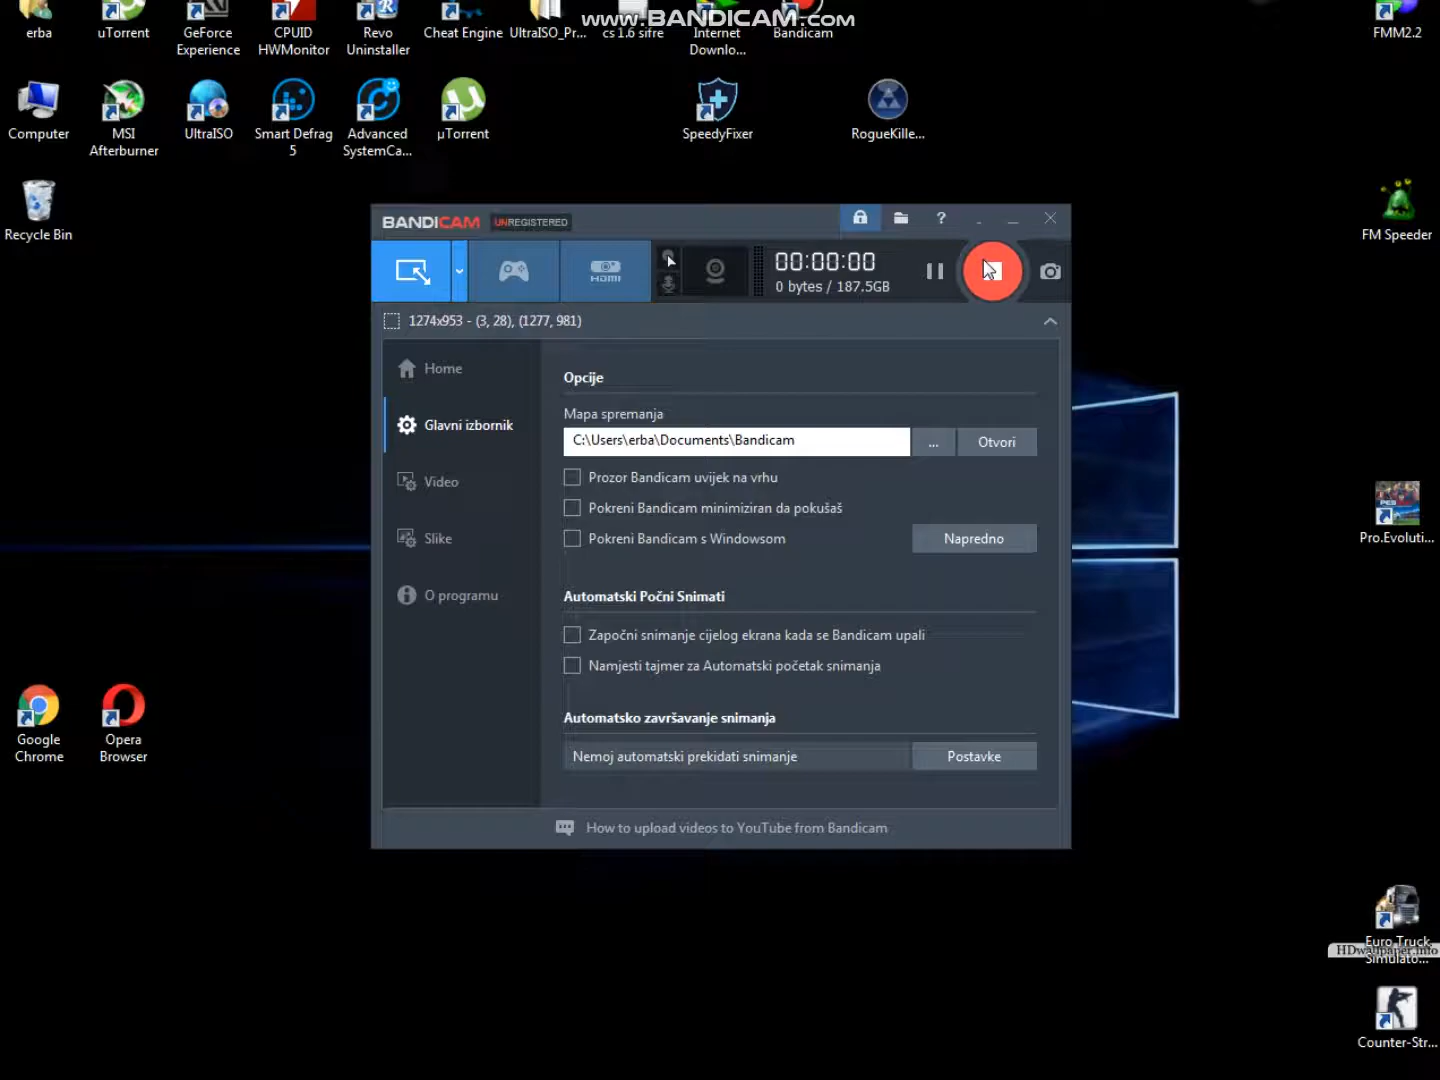 www.BANDICAM.com
erba
uTorrent
GeForce
Experience
CPUID
HWMonitor
Revo
Uninstaller
Cheat Engine
UltraISO_Pr...
cs 1.6 sifre
Internet
Downlo...
Bandicam
FMM2.2
Computer
MSI
Afterburner
UltraISO
Smart Defrag
5
Advanced
SystemCa...
µTorrent
SpeedyFixer
RogueKille...
Recycle Bin
FM Speeder
BANDICAM UNREGISTERED
?
HDMI
00:00:00
0 bytes / 187.5GB
1274x953 - (3, 28), (1277, 981)
Home
Glavni izbornik
Video
Slike
O programu
Opcije
Mapa spremanja
C:\Users\erba\Documents\Bandicam
...
Otvori
Prozor Bandicam uvijek na vrhu
Pokreni Bandicam minimiziran da pokušaš
Pokreni Bandicam s Windowsom
Napredno
Automatski Počni Snimati
Započni snimanje cijelog ekrana kada se Bandicam upali
Namjesti tajmer za Automatski početak snimanja
Automatsko završavanje snimanja
Nemoj automatski prekidati snimanje
Postavke
How to upload videos to YouTube from Bandicam
Pro.Evoluti...
Google
Chrome
Opera
Browser
Euro Truck
Simulato...
HDwallpaper.info
Counter-Str...